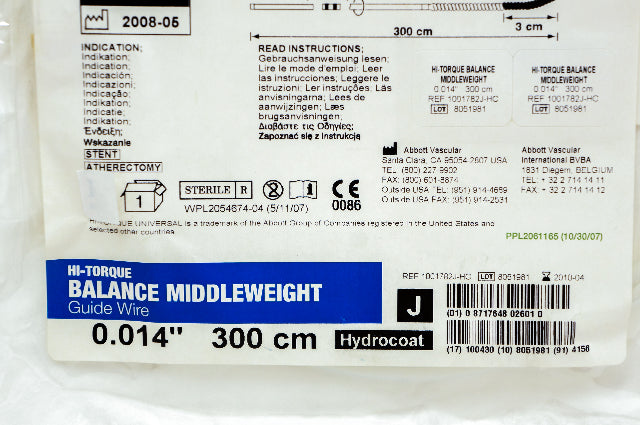 2008-05
300 cm
3 cm
INDICATION:
Indikation:
Indication:
Indicación:
Indicazioni:
Indicação:
Indikation:
Indicatie:
Indikation:
Ένδειξη:
Wskazanie
STENT
ATHERECTOMY
READ INSTRUCTIONS:
Gebrauchsanweisung lesen;
Lire le mode d'emploi; Leer
las instrucciones; Leggere le
istruzioni; Ler instruções; Läs
anvisningarna; Lees de
aanwijzingen; Læs
brugsanvisningen;
Διαβάστε τις Οδηγίες;
Zapoznać się z Instrukcją
HI-TORQUE BALANCE
MIDDLEWEIGHT
0.014" 300 cm
REF 1001782J-HC
LOT 8051981
HI-TORQUE BALANCE
MIDDLEWEIGHT
0.014" 300 cm
REF 1001782J-HC
LOT 8051981
Abbott Vascular
Santa Clara, CA 95054-2807 USA
TEL: (800) 227-9902
FAX: (800) 601-8874
Outside USA TEL: (951) 914-4669
Outside USA FAX: (951) 914-2531
Abbott Vascular
International BVBA
1831 Diegem, BELGIUM
TEL: + 32 2 714 14 11
FAX: + 32 2 714 14 12
1
STERILE R
2
i
CE
0086
WPL2054674-04 (5/11/07)
HI-TORQUE UNIVERSAL is a trademark of the Abbott Group of Companies registered in the United States and
selected other countries.
PPL2061165 (10/30/07)
HI-TORQUE
BALANCE MIDDLEWEIGHT
Guide Wire
0.014" 300 cm
Hydrocoat
REF 1001782J-HC LOT 8051981 2010-04
J
(01) 0 8717648 02601 0
(17) 100430 (10) 8051981 (91) 4156